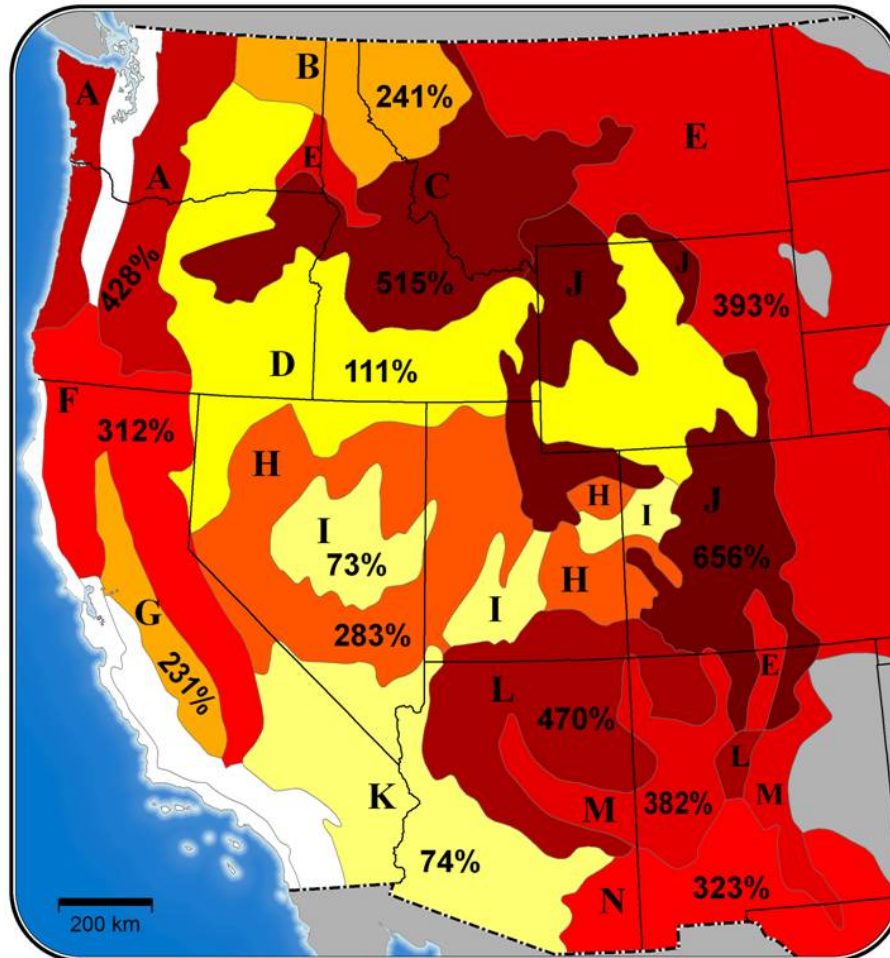 A
B
241%
E
A
E
C
428%
515%
J
J
393%
D
111%
F
312%
H
H
I
J
I
73%
656%
G
H
I
283%
231%
L
E
470%
L
K
M
382%
M
74%
N
323%
200 km